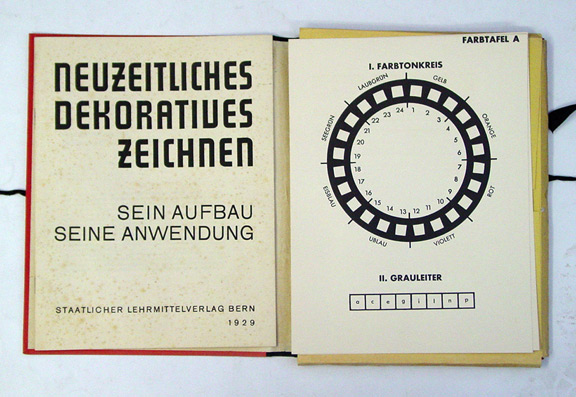 NEUZEITLICHES
DEKORATIVES
ZEICHNEN
SEIN AUFBAU
SEINE ANWENDUNG
STAATLICHER LEHRMITTELVERLAG BERN
1929
FARBTAFEL A
I. FARBTONKREIS
LAUBGRÜN
GELB
ORANGE
ROT
VIOLETT
UBLAU
EISBLAU
SEEGRÜN
1
2
3
4
5
6
7
8
9
10
11
12
13
14
15
16
17
18
19
20
21
22
23
24
II. GRAULEITER
a c e g i l n p